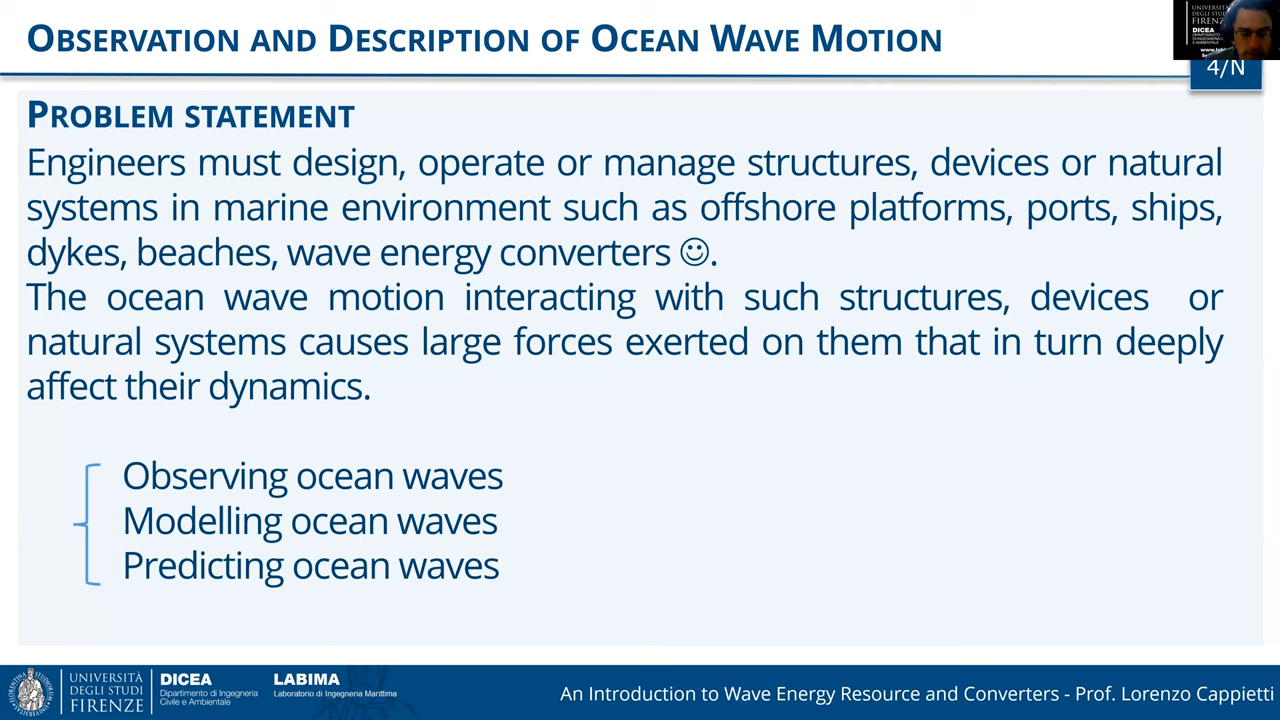 OBSERVATION AND DESCRIPTION OF OCEAN WAVE MOTION
UNIVERSITÀ
DEGLI STUDI
FIRENZE
DICEA
4/N
PROBLEM STATEMENT
Engineers must design, operate or manage structures, devices or natural
systems in marine environment such as offshore platforms, ports, ships,
dykes, beaches, wave energy converters ☺.
The ocean wave motion interacting with such structures, devices or
natural systems causes large forces exerted on them that in turn deeply
affect their dynamics.
Observing ocean waves
Modelling ocean waves
Predicting ocean waves
UNIVERSITÀ
DEGLI STUDI
FIRENZE
DICEA
Dipartimento di Ingegneria
Civile e Ambientale
LABIMA
Laboratorio di Ingegneria Marittima
An Introduction to Wave Energy Resource and Converters - Prof. Lorenzo Cappietti